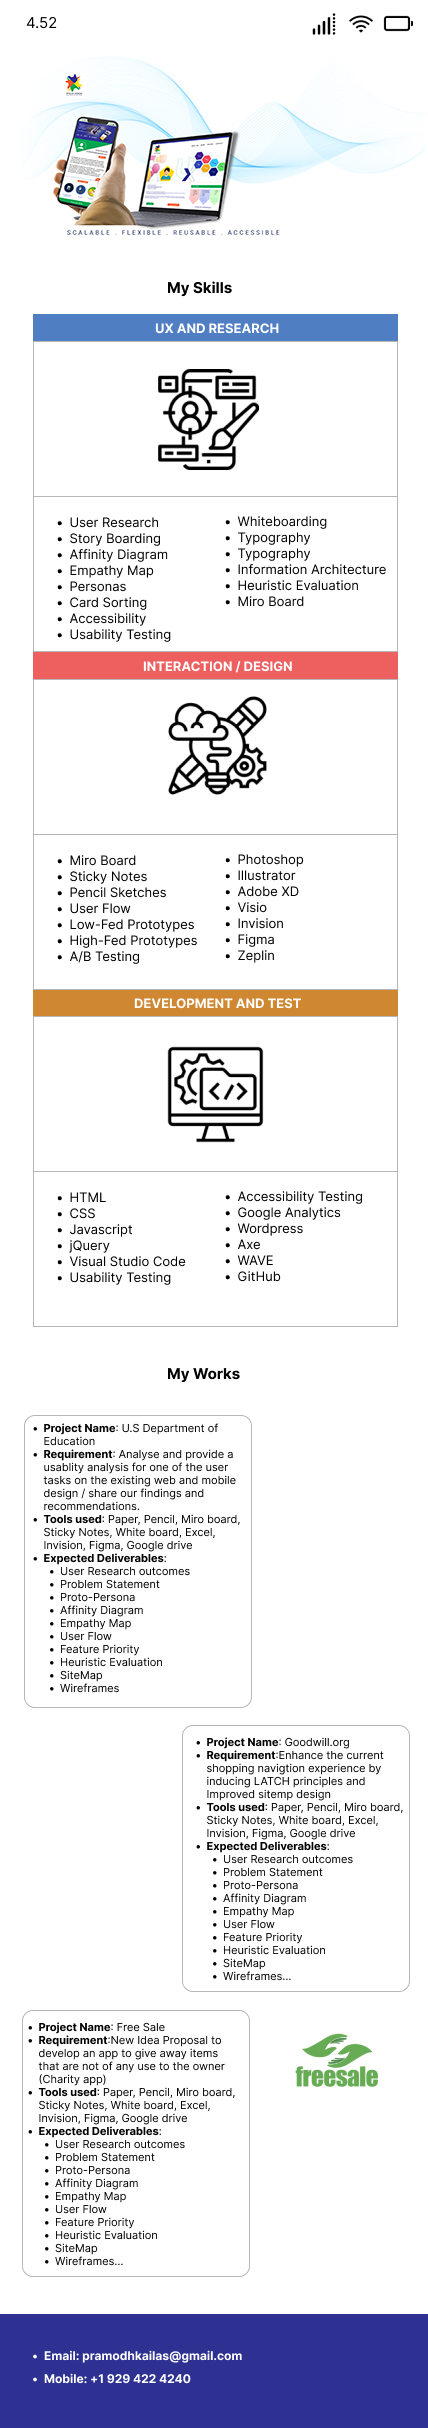 4.52
SCALABLE . FLEXIBLE . REUSABLE . ACCESSIBLE
My Skills
UX AND RESEARCH
• User Research
• Story Boarding
• Affinity Diagram
• Empathy Map
• Personas
• Card Sorting
• Accessibility
• Usability Testing
• Whiteboarding
• Typography
• Typography
• Information Architecture
• Heuristic Evaluation
• Miro Board
INTERACTION / DESIGN
• Miro Board
• Sticky Notes
• Pencil Sketches
• User Flow
• Low-Fed Prototypes
• High-Fed Prototypes
• A/B Testing
• Photoshop
• Illustrator
• Adobe XD
• Visio
• Invision
• Figma
• Zeplin
DEVELOPMENT AND TEST
• HTML
• CSS
• Javascript
• jQuery
• Visual Studio Code
• Usability Testing
• Accessibility Testing
• Google Analytics
• Wordpress
• Axe
• WAVE
• GitHub
My Works
• Project Name: U.S Department of
Education
• Requirement: Analyse and provide a
usablity analysis for one of the user
tasks on the existing web and mobile
design / share our findings and
recommendations.
• Tools used: Paper, Pencil, Miro board,
Sticky Notes, White board, Excel,
Invision, Figma, Google drive
• Expected Deliverables:
• User Research outcomes
• Problem Statement
• Proto-Persona
• Affinity Diagram
• Empathy Map
• User Flow
• Feature Priority
• Heuristic Evaluation
• SiteMap
• Wireframes
• Project Name: Goodwill.org
• Requirement:Enhance the current
shopping navigtion experience by
inducing LATCH principles and
Improved sitemp design
• Tools used: Paper, Pencil, Miro board,
Sticky Notes, White board, Excel,
Invision, Figma, Google drive
• Expected Deliverables:
• User Research outcomes
• Problem Statement
• Proto-Persona
• Affinity Diagram
• Empathy Map
• User Flow
• Feature Priority
• Heuristic Evaluation
• SiteMap
• Wireframes...
• Project Name: Free Sale
• Requirement:New Idea Proposal to
develop an app to give away items
that are not of any use to the owner
(Charity app)
• Tools used: Paper, Pencil, Miro board,
Sticky Notes, White board, Excel,
Invision, Figma, Google drive
• Expected Deliverables:
• User Research outcomes
• Problem Statement
• Proto-Persona
• Affinity Diagram
• Empathy Map
• User Flow
• Feature Priority
• Heuristic Evaluation
• SiteMap
• Wireframes...
freesale
• Email: pramodhkailas@gmail.com
• Mobile: +1 929 422 4240